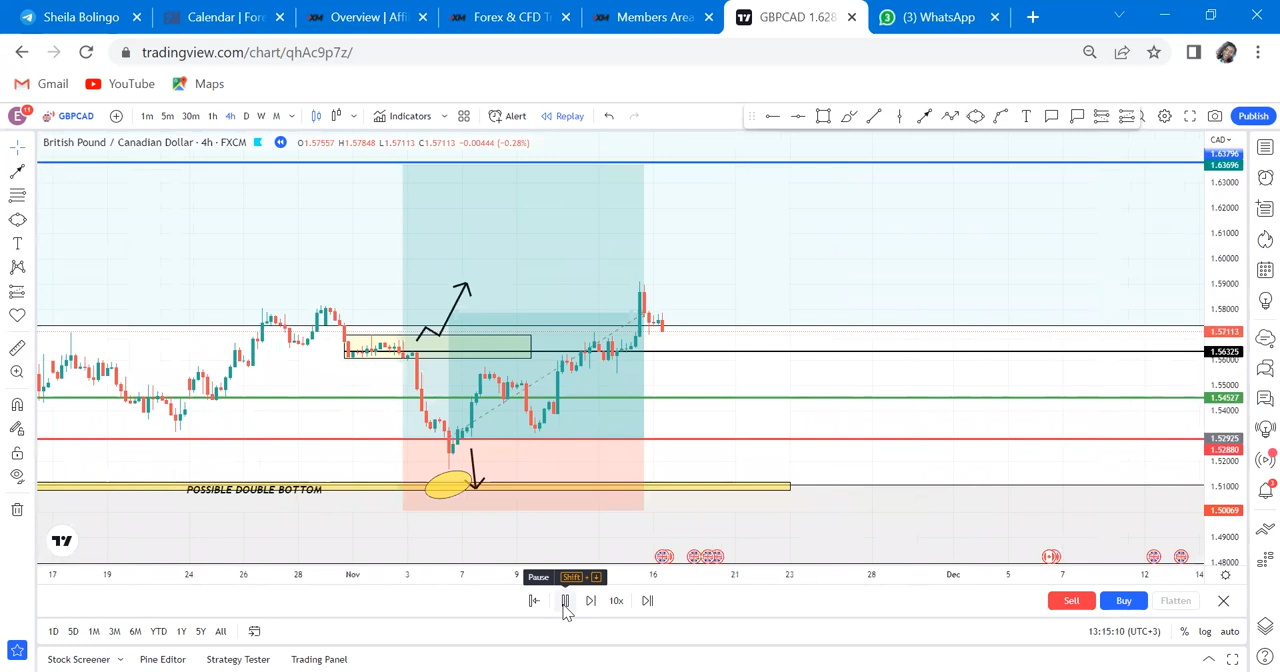 Sheila Bolingo
Calendar | For
Overview | Affil
Forex & CFD T
Members Area
GBPCAD 1.628
(3) WhatsApp
tradingview.com/chart/qhAc9p7z/
Gmail YouTube Maps
E 11 GBPCAD 1m 5m 30m 1h 4h D W M Indicators Alert Replay Publish
British Pound / Canadian Dollar · 4h · FXCM O1.57557 H1.57848 L1.57113 C1.57113 -0.00444 (-0.28%)
CAD
1.63796
1.63696
1.63000
1.62000
1.61000
1.60000
1.59000
1.58000
1.57113
1.56325
1.56000
1.55000
1.54527
1.54000
1.52925
1.52880
1.52000
1.51000
1.50069
1.49000
1.48000
POSSIBLE DOUBLE BOTTOM
17 19 24 26 28 Nov 3 7 9 16 21 23 28 Dec 5 7 12 14
Pause Shift + ↓
10x
Sell Buy Flatten
1D 5D 1M 3M 6M YTD 1Y 5Y All
13:15:10 (UTC+3) % log auto
Stock Screener Pine Editor Strategy Tester Trading Panel